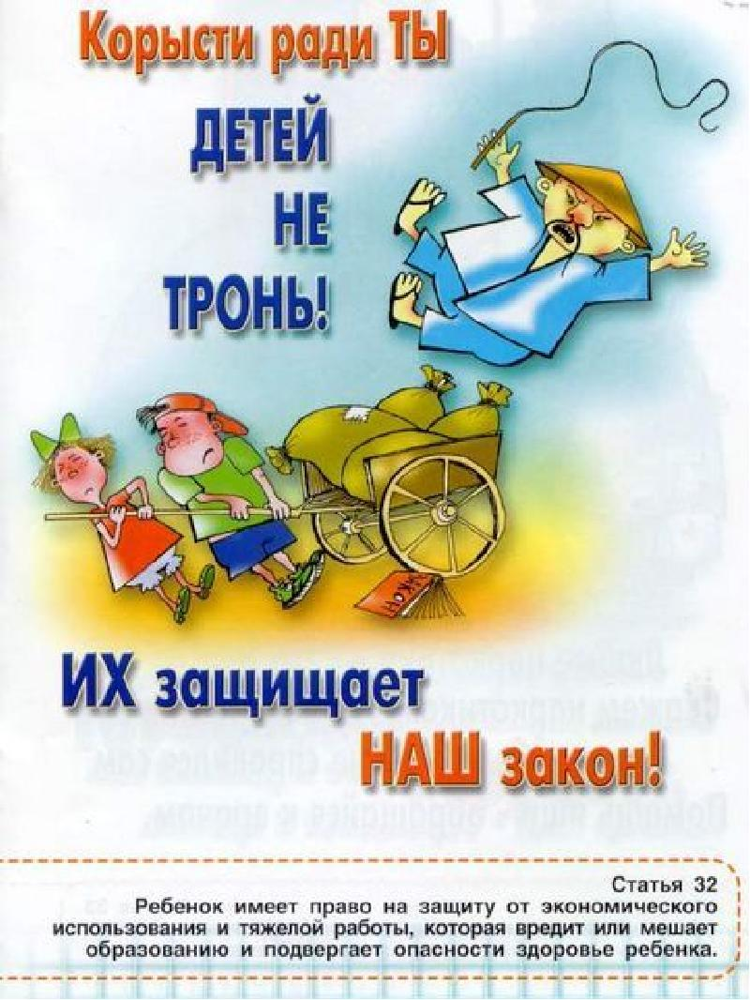 Корысти ради ТЫ
ДЕТЕЙ
НЕ
ТРОНЬ!
ЗАКОН
ИХ защищает
НАШ закон!
Статья 32
Ребенок имеет право на защиту от экономического
использования и тяжелой работы, которая вредит или мешает
образованию и подвергает опасности здоровье ребенка.